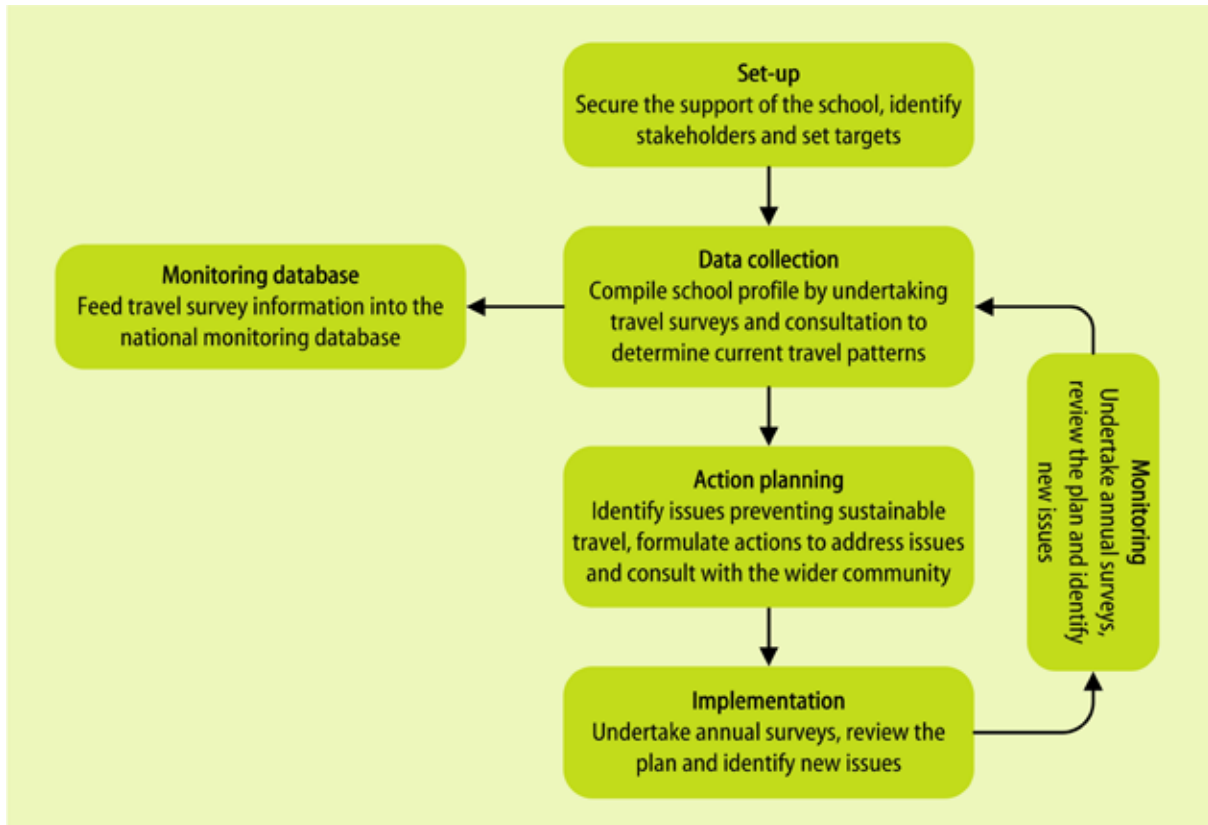 Set-up
Secure the support of the school, identify
stakeholders and set targets
Monitoring database
Feed travel survey information into the
national monitoring database
Data collection
Compile school profile by undertaking
travel surveys and consultation to
determine current travel patterns
Action planning
Identify issues preventing sustainable
travel, formulate actions to address issues
and consult with the wider community
Implementation
Undertake annual surveys, review the
plan and identify new issues
Monitoring
Undertake annual surveys,
review the plan and identify
new issues